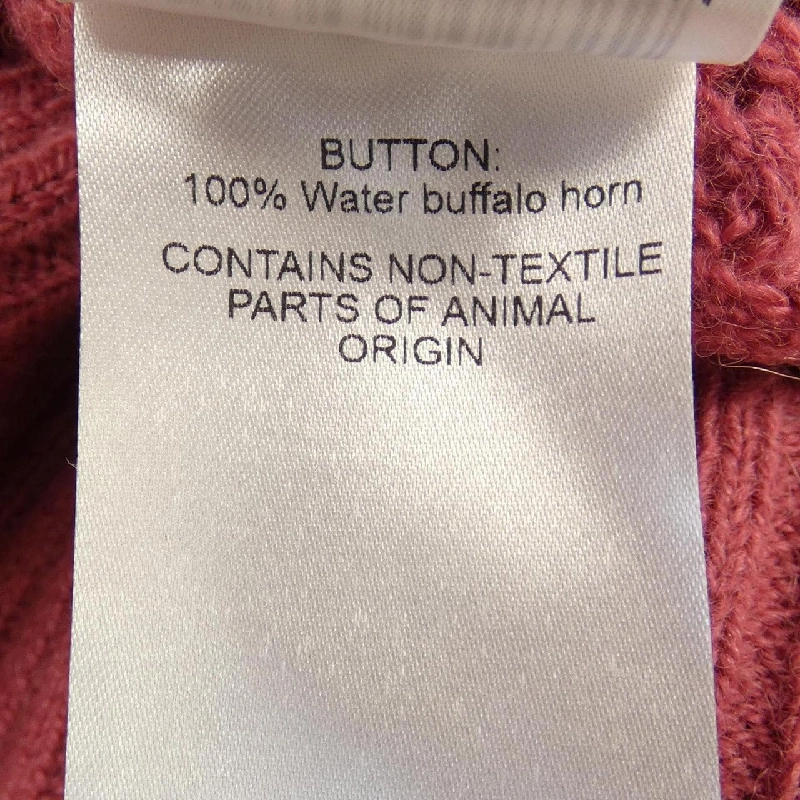 BUTTON:
100% Water buffalo horn
CONTAINS NON-TEXTILE
PARTS OF ANIMAL
ORIGIN